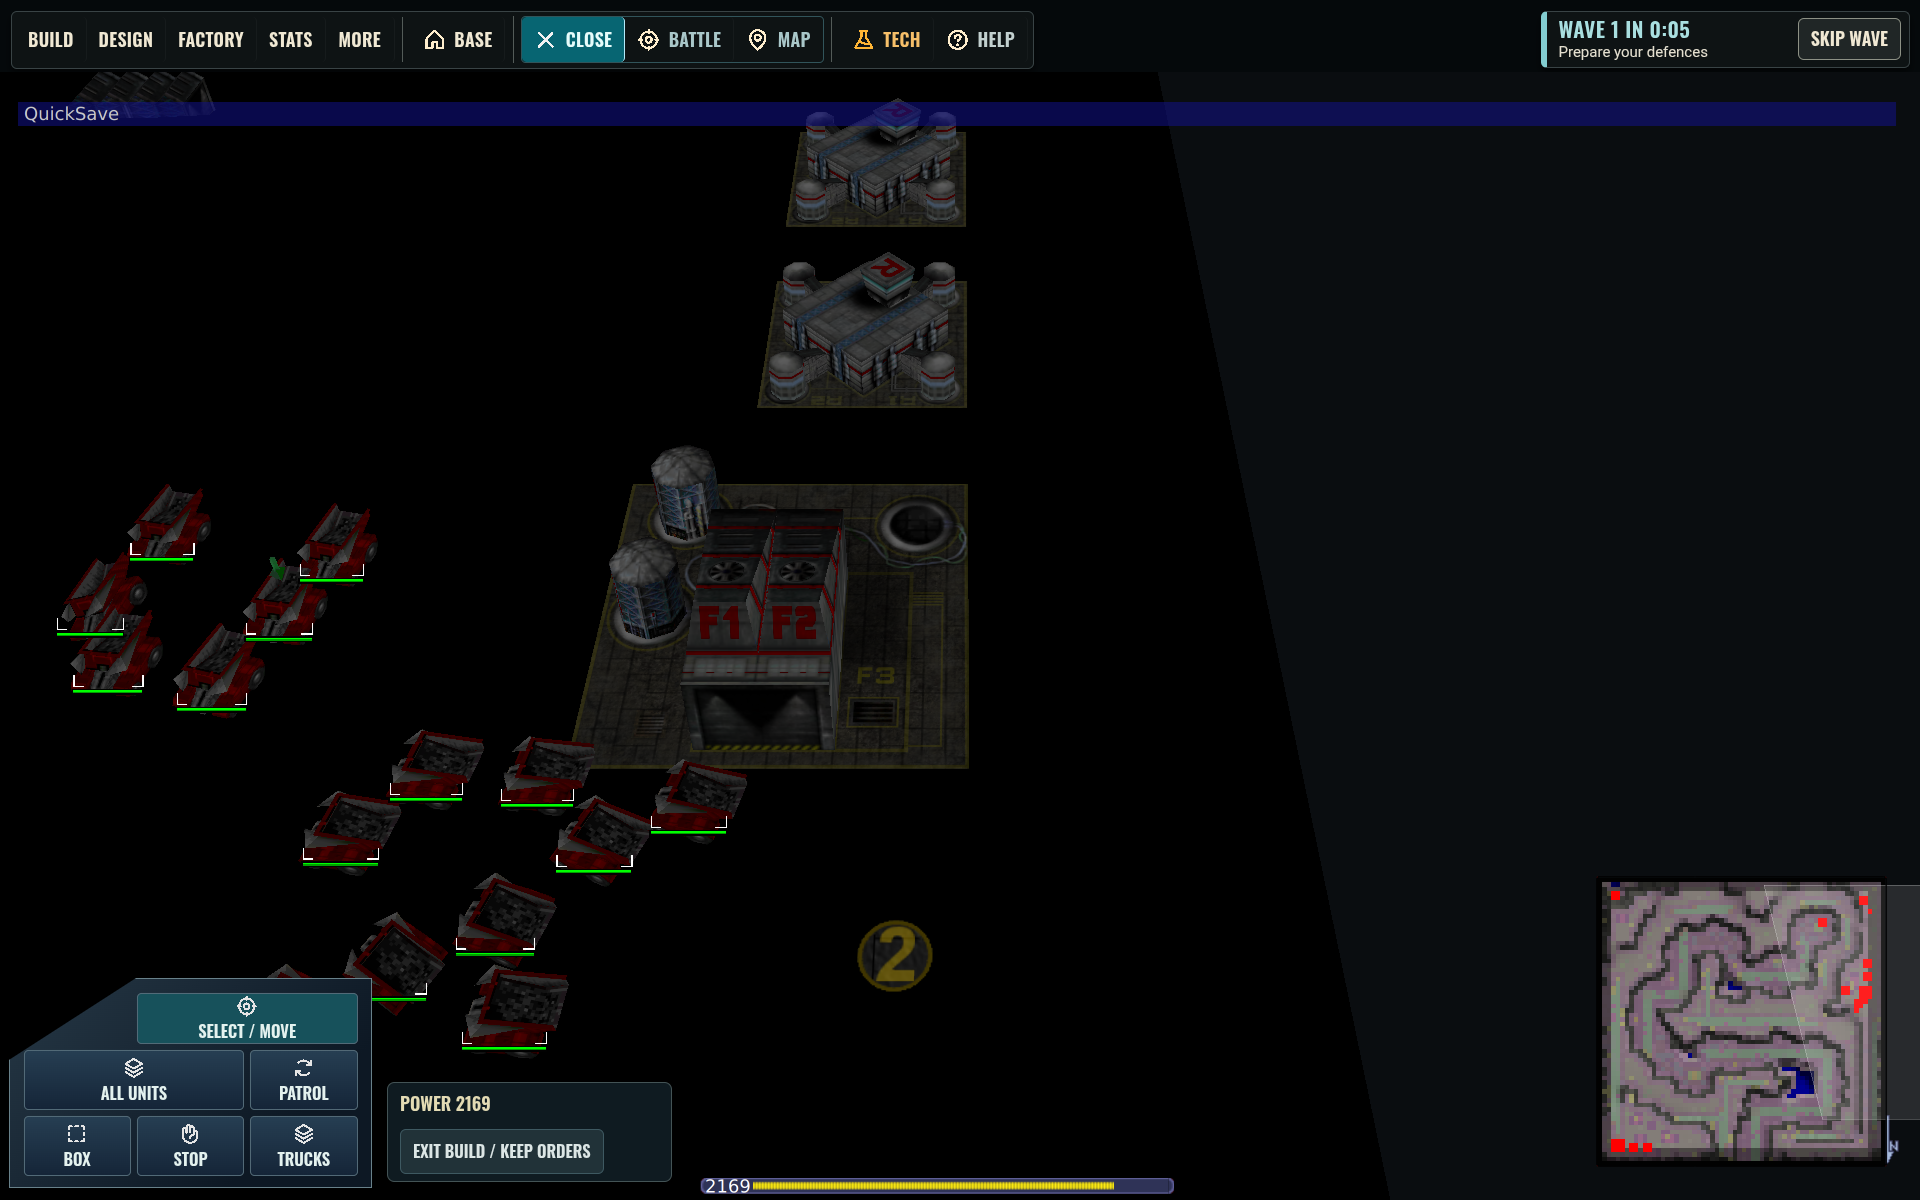 BUILD DESIGN FACTORY STATS MORE BASE CLOSE BATTLE MAP TECH HELP
WAVE 1 IN 0:05
Prepare your defences
SKIP WAVE
QuickSave
R
R
F1 F2
F3
2
SELECT / MOVE
ALL UNITS
PATROL
BOX
STOP
TRUCKS
POWER 2169
EXIT BUILD / KEEP ORDERS
2169
N